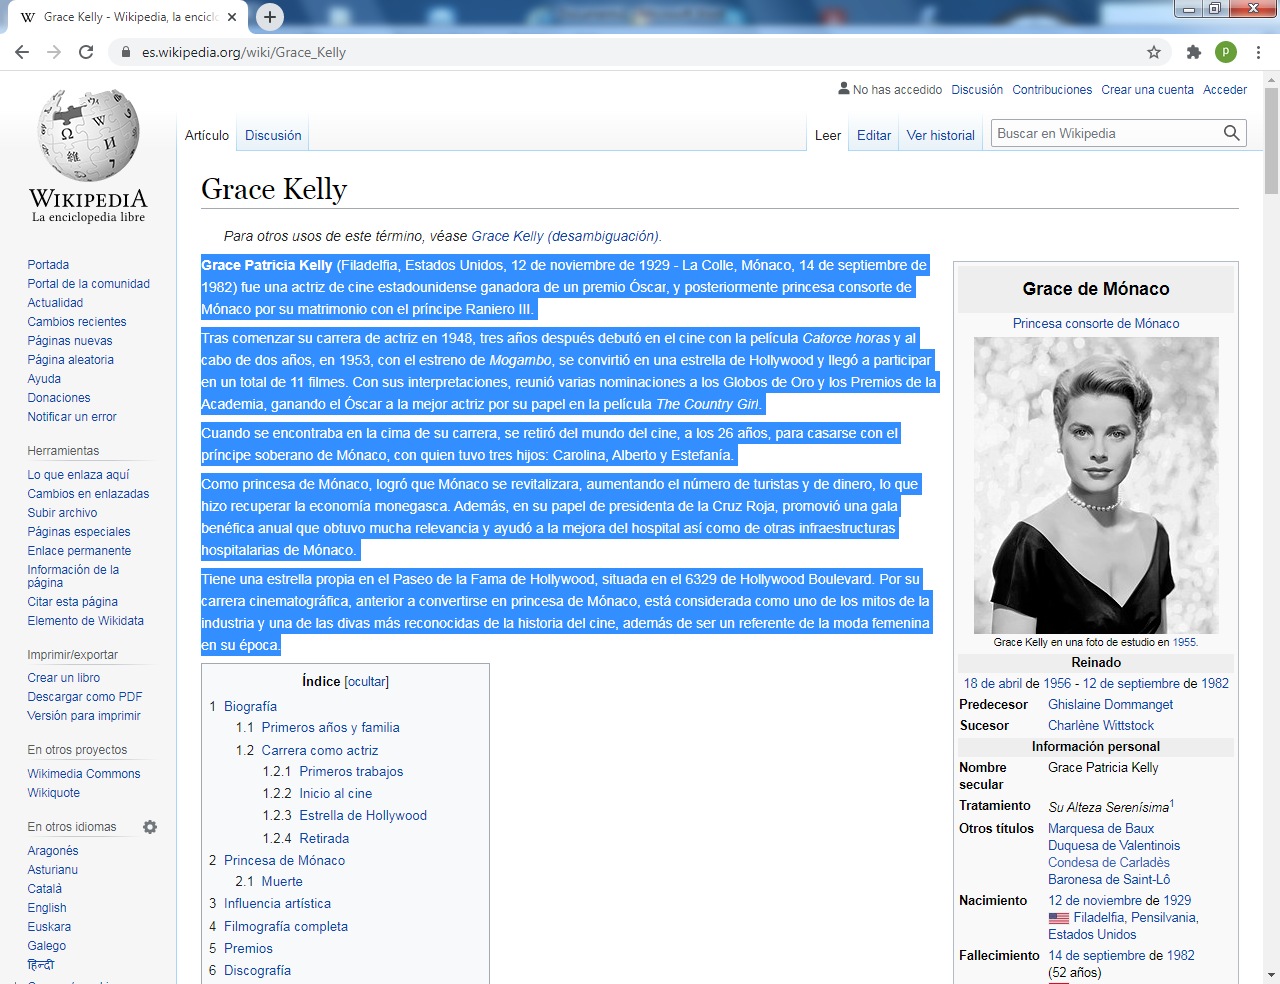 Grace Kelly - Wikipedia, la encicl
es.wikipedia.org/wiki/Grace_Kelly
P
No has accedido Discusión Contribuciones Crear una cuenta Acceder
Artículo Discusión Leer Editar Ver historial Buscar en Wikipedia
WIKIPEDIA
La enciclopedia libre
Portada
Portal de la comunidad
Actualidad
Cambios recientes
Páginas nuevas
Página aleatoria
Ayuda
Donaciones
Notificar un error
Herramientas
Lo que enlaza aquí
Cambios en enlazadas
Subir archivo
Páginas especiales
Enlace permanente
Información de la
página
Citar esta página
Elemento de Wikidata
Imprimir/exportar
Crear un libro
Descargar como PDF
Versión para imprimir
En otros proyectos
Wikimedia Commons
Wikiquote
En otros idiomas
Aragonés
Asturianu
Català
English
Euskara
Galego
हिन्दी
Grace Kelly
Para otros usos de este término, véase Grace Kelly (desambiguación).
Grace Patricia Kelly (Filadelfia, Estados Unidos, 12 de noviembre de 1929 - La Colle, Mónaco, 14 de septiembre de
1982) fue una actriz de cine estadounidense ganadora de un premio Óscar, y posteriormente princesa consorte de
Mónaco por su matrimonio con el príncipe Raniero III.
Tras comenzar su carrera de actriz en 1948, tres años después debutó en el cine con la película Catorce horas y al
cabo de dos años, en 1953, con el estreno de Mogambo, se convirtió en una estrella de Hollywood y llegó a participar
en un total de 11 filmes. Con sus interpretaciones, reunió varias nominaciones a los Globos de Oro y los Premios de la
Academia, ganando el Óscar a la mejor actriz por su papel en la película The Country Girl.
Cuando se encontraba en la cima de su carrera, se retiró del mundo del cine, a los 26 años, para casarse con el
príncipe soberano de Mónaco, con quien tuvo tres hijos: Carolina, Alberto y Estefanía.
Como princesa de Mónaco, logró que Mónaco se revitalizara, aumentando el número de turistas y de dinero, lo que
hizo recuperar la economía monegasca. Además, en su papel de presidenta de la Cruz Roja, promovió una gala
benéfica anual que obtuvo mucha relevancia y ayudó a la mejora del hospital así como de otras infraestructuras
hospitalarias de Mónaco.
Tiene una estrella propia en el Paseo de la Fama de Hollywood, situada en el 6329 de Hollywood Boulevard. Por su
carrera cinematográfica, anterior a convertirse en princesa de Mónaco, está considerada como uno de los mitos de la
industria y una de las divas más reconocidas de la historia del cine, además de ser un referente de la moda femenina
en su época.
Índice [ocultar]
1 Biografía
1.1 Primeros años y familia
1.2 Carrera como actriz
1.2.1 Primeros trabajos
1.2.2 Inicio al cine
1.2.3 Estrella de Hollywood
1.2.4 Retirada
2 Princesa de Mónaco
2.1 Muerte
3 Influencia artística
4 Filmografía completa
5 Premios
6 Discografía
Grace de Mónaco
Princesa consorte de Mónaco
Grace Kelly en una foto de estudio en 1955.
Reinado
18 de abril de 1956 - 12 de septiembre de 1982
Predecesor Ghislaine Dommanget
Sucesor Charlène Wittstock
Información personal
Nombre Grace Patricia Kelly
secular
Tratamiento Su Alteza Serenísima1
Otros títulos Marquesa de Baux
Duquesa de Valentinois
Condesa de Carladès
Baronesa de Saint-Lô
Nacimiento 12 de noviembre de 1929
Filadelfia, Pensilvania,
Estados Unidos
Fallecimiento 14 de septiembre de 1982
(52 años)